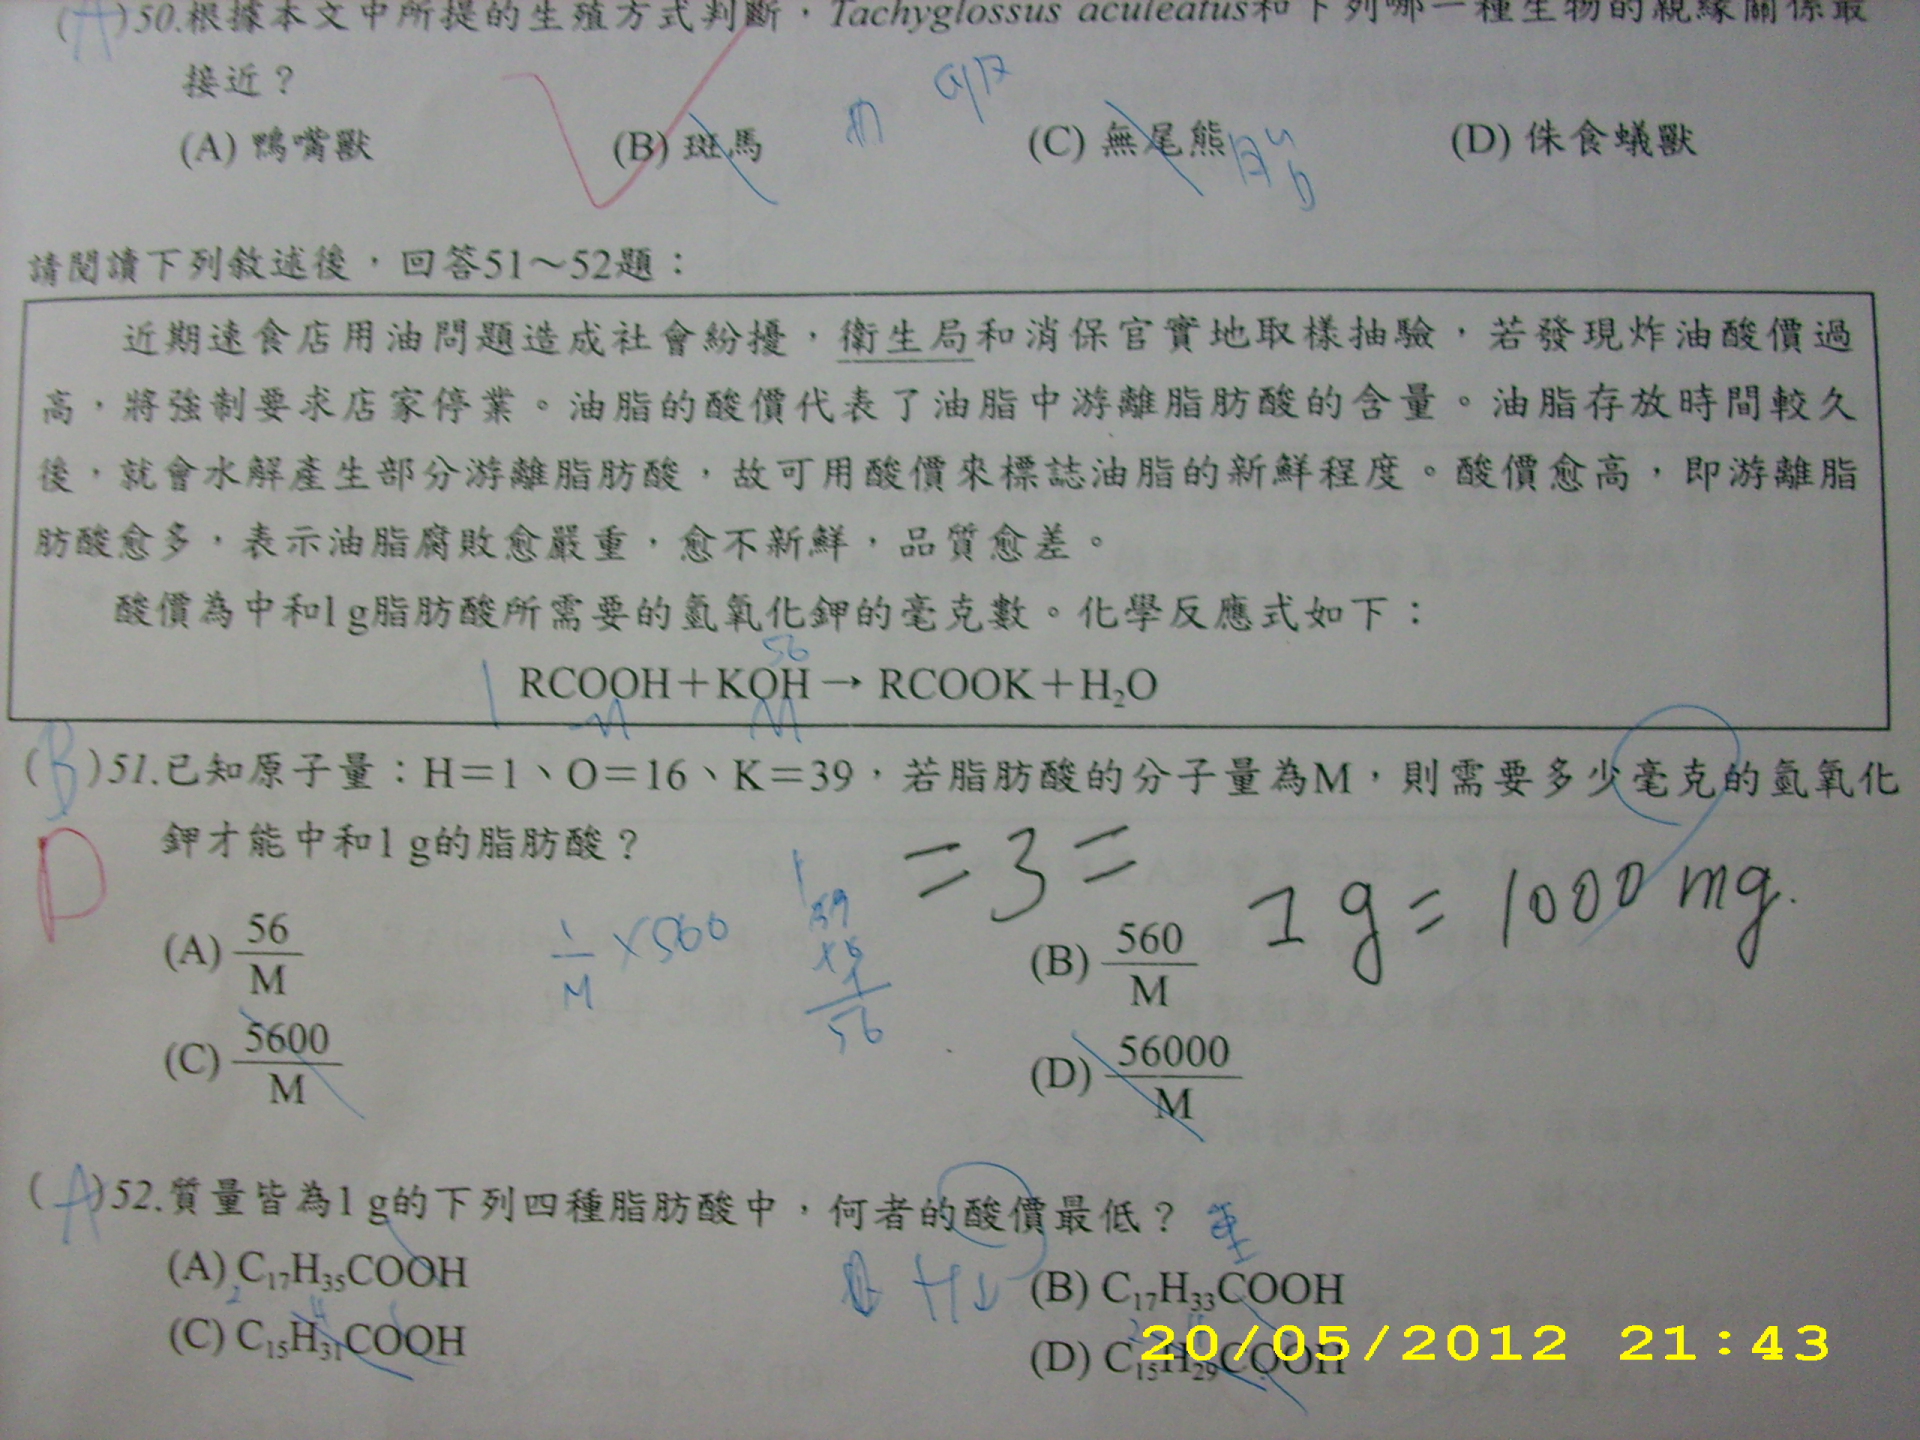 (A)50.根據本文中所提的生殖方式判斷，Tachyglossus aculeatus和下列哪一種生物的親緣關係最
接近？
(A) 鴨嘴獸 (B) 斑馬 (C) 無尾熊 (D) 侏食蟻獸
請閱讀下列敘述後，回答51～52題：
近期速食店用油問題造成社會紛擾，衛生局和消保官實地取樣抽驗，若發現炸油酸價過
高，將強制要求店家停業。油脂的酸價代表了油脂中游離脂肪酸的含量。油脂存放時間較久
後，就會水解產生部分游離脂肪酸，故可用酸價來標誌油脂的新鮮程度。酸價愈高，即游離脂
肪酸愈多，表示油脂腐敗愈嚴重，愈不新鮮，品質愈差。
酸價為中和1 g脂肪酸所需要的氫氧化鉀的毫克數。化學反應式如下：
56
RCOOH＋KOH→RCOOK＋H₂O
M
(B)51.已知原子量：H＝1、O＝16、K＝39，若脂肪酸的分子量為M，則需要多少毫克的氫氧化
鉀才能中和1 g的脂肪酸？
D
=3= 1 g = 1000 mg.
(A) 56/M (B) 560/M
1/M ×560
39
16
1
56
(C) 5600/M (D) 56000/M
(A)52.質量皆為1 g的下列四種脂肪酸中，何者的酸價最低？
(A) C₁₇H₃₅COOH (B) C₁₇H₃₃COOH
H↓
(C) C₁₅H₃₁COOH (D) C₁₅H₂₉COOH
20/05/2012 21:43